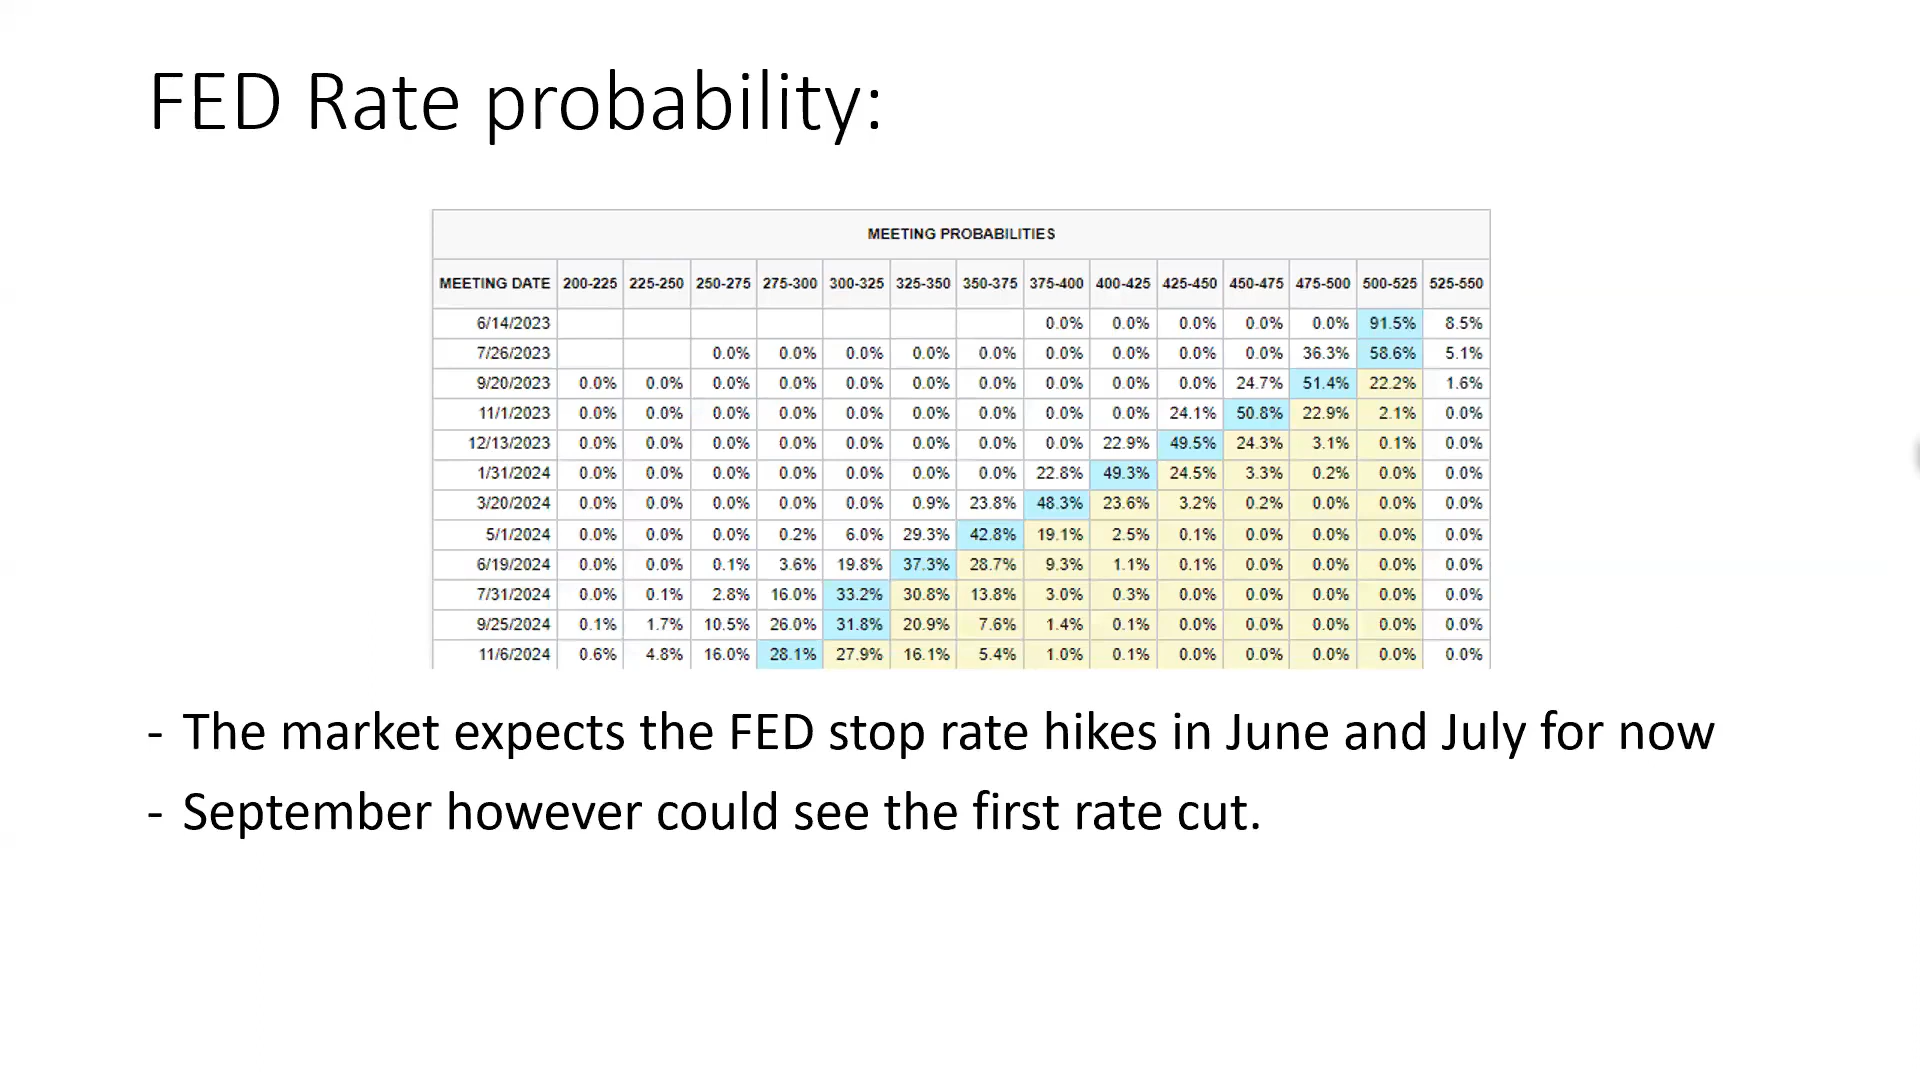 FED Rate probability:
MEETING PROBABILITIES
MEETING DATE 200-225 225-250 250-275 275-300 300-325 325-350 350-375 375-400 400-425 425-450 450-475 475-500 500-525 525-550
6/14/2023 0.0% 0.0% 0.0% 0.0% 0.0% 91.5% 8.5%
7/26/2023 0.0% 0.0% 0.0% 0.0% 0.0% 0.0% 0.0% 0.0% 0.0% 36.3% 58.6% 5.1%
9/20/2023 0.0% 0.0% 0.0% 0.0% 0.0% 0.0% 0.0% 0.0% 0.0% 0.0% 24.7% 51.4% 22.2% 1.6%
11/1/2023 0.0% 0.0% 0.0% 0.0% 0.0% 0.0% 0.0% 0.0% 0.0% 24.1% 50.8% 22.9% 2.1% 0.0%
12/13/2023 0.0% 0.0% 0.0% 0.0% 0.0% 0.0% 0.0% 0.0% 22.9% 49.5% 24.3% 3.1% 0.1% 0.0%
1/31/2024 0.0% 0.0% 0.0% 0.0% 0.0% 0.0% 0.0% 22.8% 49.3% 24.5% 3.3% 0.2% 0.0% 0.0%
3/20/2024 0.0% 0.0% 0.0% 0.0% 0.0% 0.9% 23.8% 48.3% 23.6% 3.2% 0.2% 0.0% 0.0% 0.0%
5/1/2024 0.0% 0.0% 0.0% 0.2% 6.0% 29.3% 42.8% 19.1% 2.5% 0.1% 0.0% 0.0% 0.0% 0.0%
6/19/2024 0.0% 0.0% 0.1% 3.6% 19.8% 37.3% 28.7% 9.3% 1.1% 0.1% 0.0% 0.0% 0.0% 0.0%
7/31/2024 0.0% 0.1% 2.8% 16.0% 33.2% 30.8% 13.8% 3.0% 0.3% 0.0% 0.0% 0.0% 0.0% 0.0%
9/25/2024 0.1% 1.7% 10.5% 26.0% 31.8% 20.9% 7.6% 1.4% 0.1% 0.0% 0.0% 0.0% 0.0% 0.0%
11/6/2024 0.6% 4.8% 16.0% 28.1% 27.9% 16.1% 5.4% 1.0% 0.1% 0.0% 0.0% 0.0% 0.0% 0.0%
- The market expects the FED stop rate hikes in June and July for now
- September however could see the first rate cut.